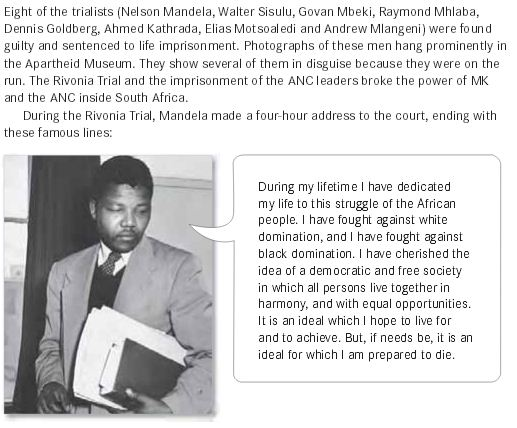 Eight of the trialists (Nelson Mandela, Walter Sisulu, Govan Mbeki, Raymond Mhlaba,
Dennis Goldberg, Ahmed Kathrada, Elias Motsoaledi and Andrew Mlangeni) were found
guilty and sentenced to life imprisonment. Photographs of these men hang prominently in
the Apartheid Museum. They show several of them in disguise because they were on the
run. The Rivonia Trial and the imprisonment of the ANC leaders broke the power of MK
and the ANC inside South Africa.
During the Rivonia Trial, Mandela made a four-hour address to the court, ending with
these famous lines:
During my lifetime I have dedicated
my life to this struggle of the African
people. I have fought against white
domination, and I have fought against
black domination. I have cherished the
idea of a democratic and free society
in which all persons live together in
harmony, and with equal opportunities.
It is an ideal which I hope to live for
and to achieve. But, if needs be, it is an
ideal for which I am prepared to die.